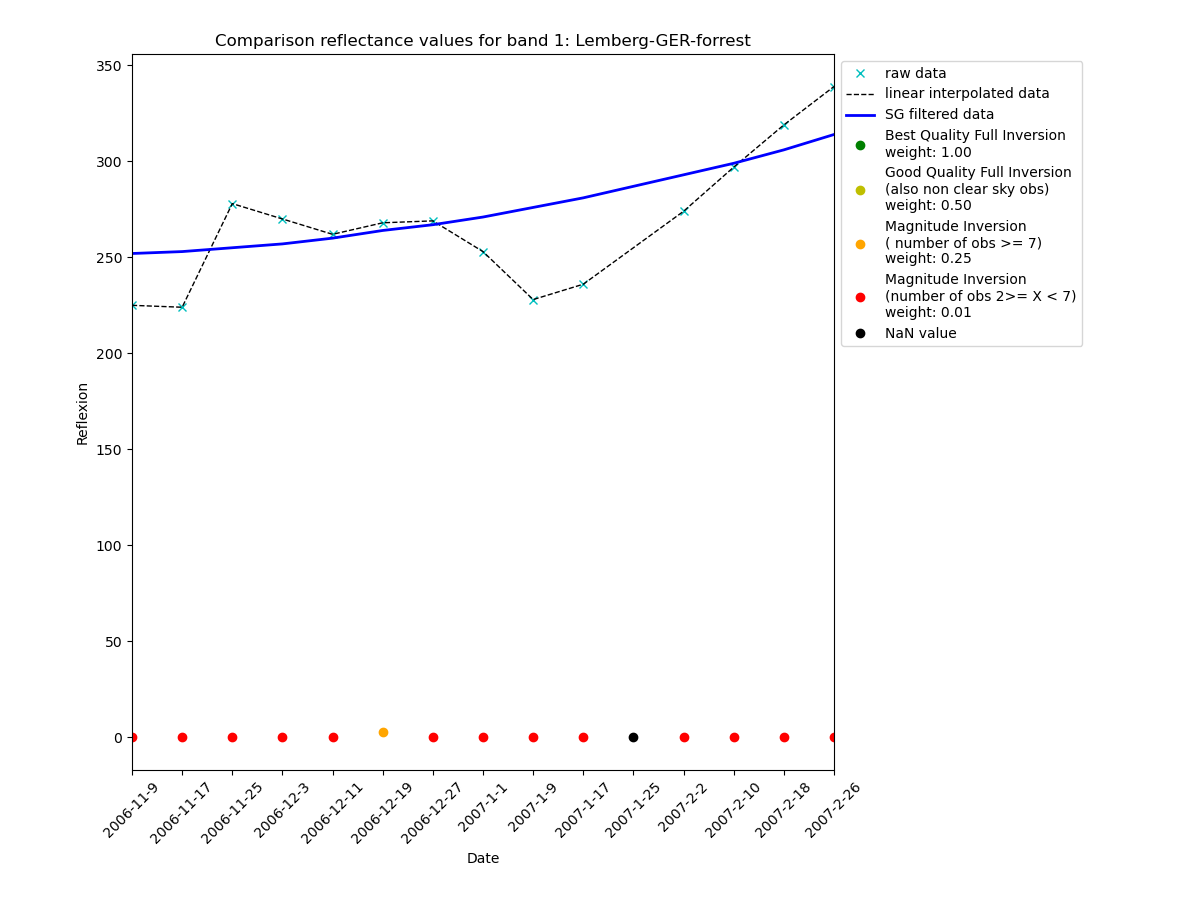 Comparison reflectance values for band 1: Lemberg-GER-forrest
350
300
250
200
150
100
50
0
Reflexion
2006-11-9
2006-11-17
2006-11-25
2006-12-3
2006-12-11
2006-12-19
2006-12-27
2007-1-1
2007-1-9
2007-1-17
2007-1-25
2007-2-2
2007-2-10
2007-2-18
2007-2-26
Date
raw data
linear interpolated data
SG filtered data
Best Quality Full Inversion
weight: 1.00
Good Quality Full Inversion
(also non clear sky obs)
weight: 0.50
Magnitude Inversion
( number of obs >= 7)
weight: 0.25
Magnitude Inversion
(number of obs 2>= X < 7)
weight: 0.01
NaN value